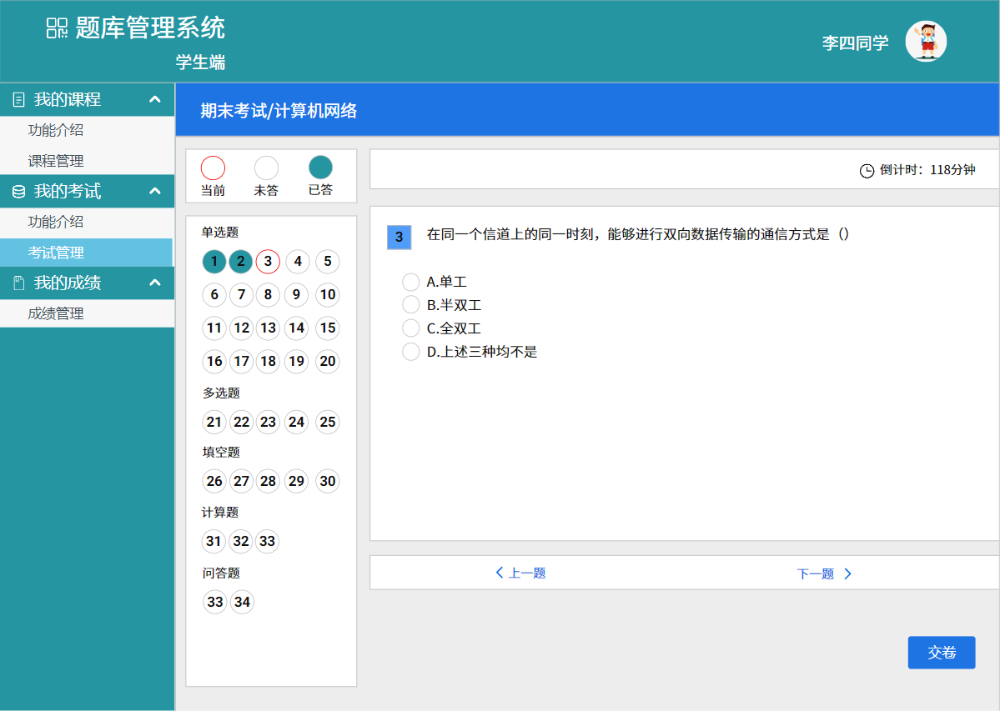 题库管理系统
学生端
李四同学
我的课程
功能介绍
课程管理
我的考试
功能介绍
考试管理
我的成绩
成绩管理
期末考试/计算机网络
当前 未答 已答
倒计时：118分钟
单选题
1 2 3 4 5
6 7 8 9 10
11 12 13 14 15
16 17 18 19 20
多选题
21 22 23 24 25
填空题
26 27 28 29 30
计算题
31 32 33
问答题
33 34
3 在同一个信道上的同一时刻，能够进行双向数据传输的通信方式是（）
A.单工
B.半双工
C.全双工
D.上述三种均不是
上一题 下一题
交卷